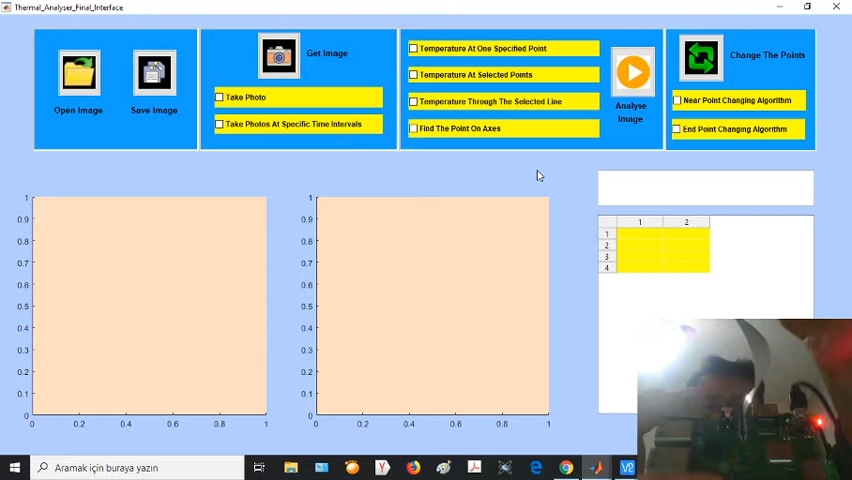 Thermal_Analyser_Final_Interface
Open Image
Save Image
Get Image
Take Photo
Take Photos At Specific Time Intervals
Temperature At One Specified Point
Temperature At Selected Points
Temperature Through The Selected Line
Find The Point On Axes
Analyse
Image
Change The Points
Near Point Changing Algorithm
End Point Changing Algorithm
1
0.9
0.8
0.7
0.6
0.5
0.4
0.3
0.2
0.1
0
0 0.2 0.4 0.6 0.8 1
1
0.9
0.8
0.7
0.6
0.5
0.4
0.3
0.2
0.1
0
0 0.2 0.4 0.6 0.8 1
1 2
1
2
3
4
Aramak için buraya yazın